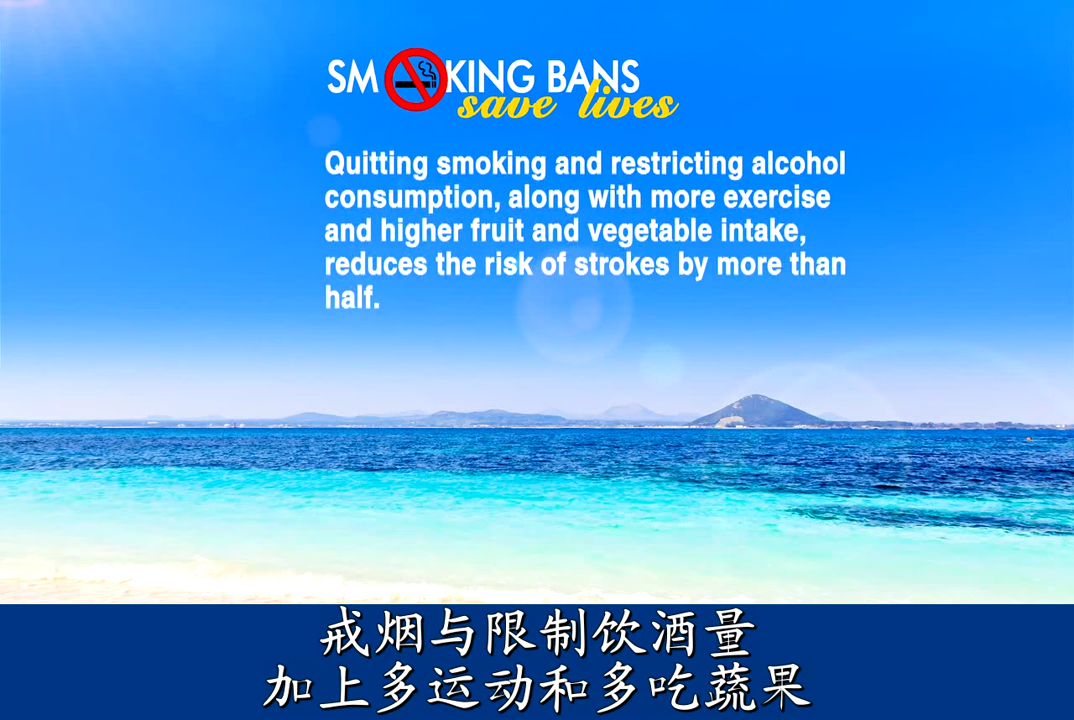 SMOKING BANS
save lives
Quitting smoking and restricting alcohol
consumption, along with more exercise
and higher fruit and vegetable intake,
reduces the risk of strokes by more than
half.
戒烟与限制饮酒量
加上多运动和多吃蔬果